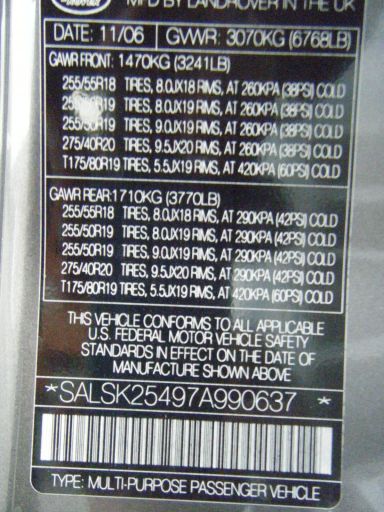 MFD BY LANDROVER IN THE UK
DATE: 11/06 GVWR: 3070KG (6768LB)
GAWR FRONT: 1470KG (3241LB)
255/55R18 TIRES, 8.0JX18 RIMS, AT 260KPA (38PSI) COLD
255/50R19 TIRES, 8.0JX19 RIMS, AT 260KPA (38PSI) COLD
255/50R19 TIRES, 9.0JX19 RIMS, AT 260KPA (38PSI) COLD
275/40R20 TIRES, 9.5JX20 RIMS, AT 260KPA (38PSI) COLD
T175/80R19 TIRES, 5.5JX19 RIMS, AT 420KPA (60PSI) COLD
GAWR REAR:1710KG (3770LB)
255/55R18 TIRES, 8.0JX18 RIMS, AT 290KPA (42PSI) COLD
255/50R19 TIRES, 8.0JX19 RIMS, AT 290KPA (42PSI) COLD
255/50R19 TIRES, 9.0JX19 RIMS, AT 290KPA (42PSI) COLD
275/40R20 TIRES, 9.5JX20 RIMS, AT 290KPA (42PSI) COLD
T175/80R19 TIRES, 5.5JX19 RIMS, AT 420KPA (60PSI) COLD
THIS VEHICLE CONFORMS TO ALL APPLICABLE
U.S. FEDERAL MOTOR VEHICLE SAFETY
STANDARDS IN EFFECT ON THE DATE OF
MANUFACTURE SHOWN ABOVE
*SALSK25497A990637 *
TYPE: MULTI-PURPOSE PASSENGER VEHICLE